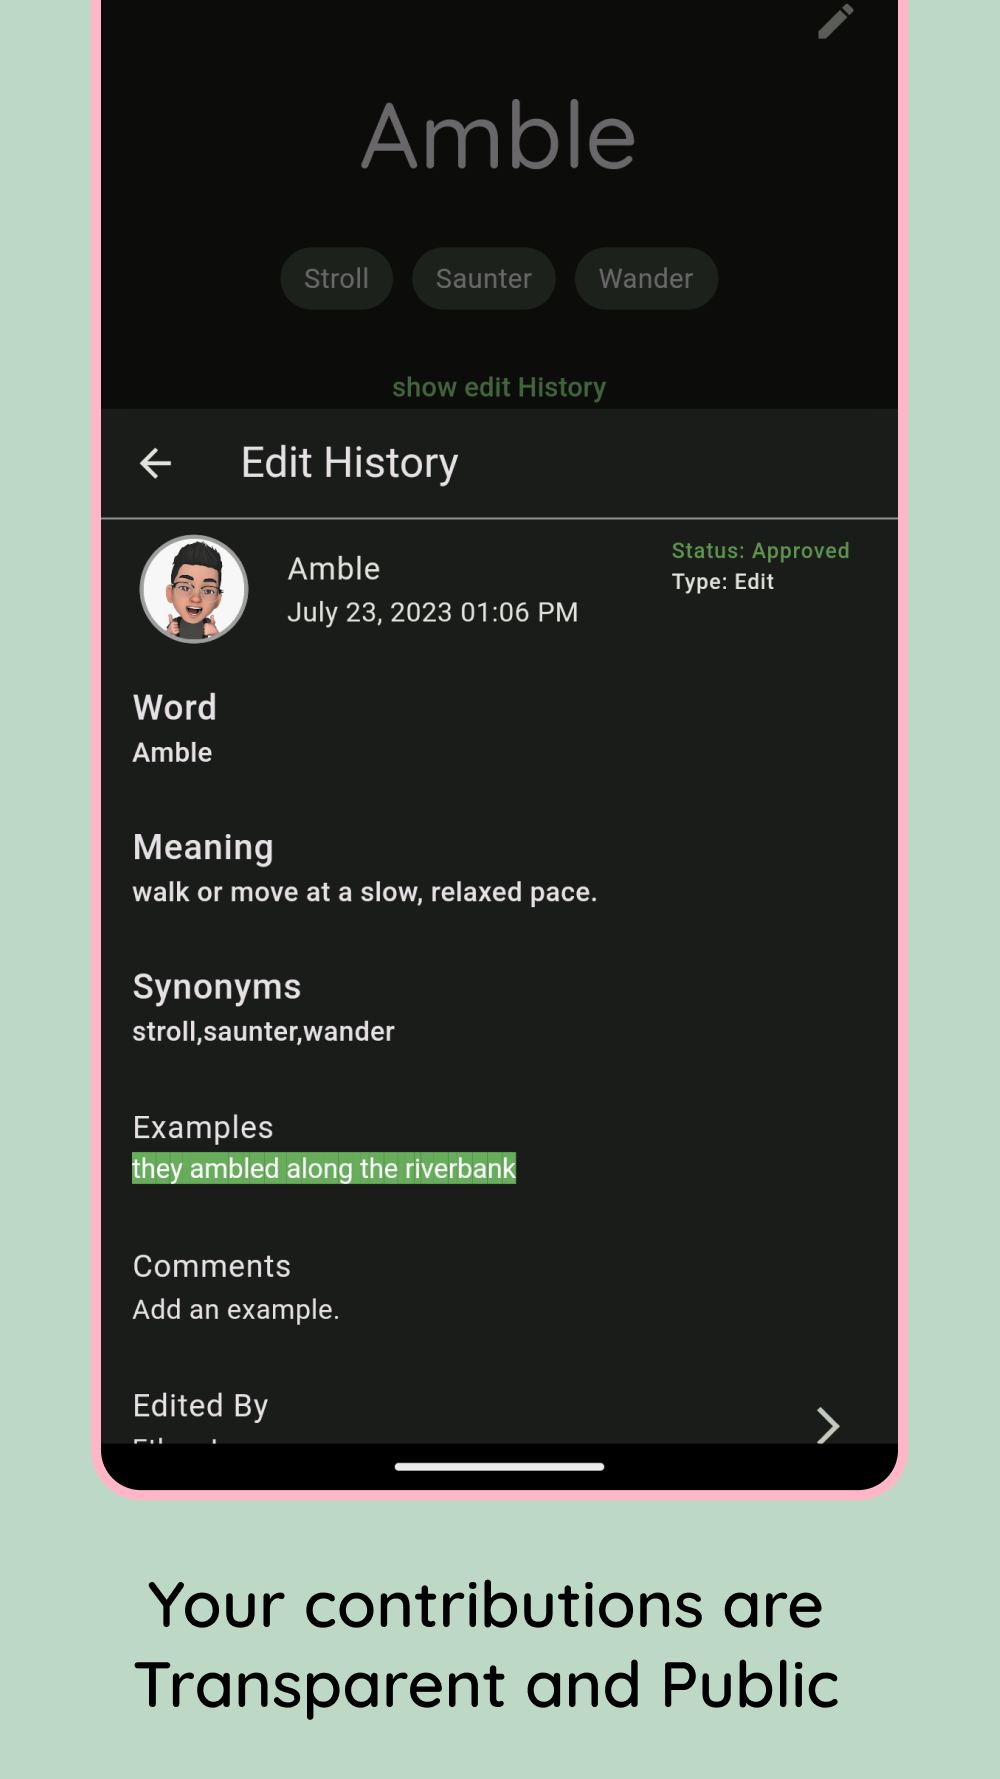 Amble
Stroll Saunter Wander
show edit History
Edit History
Amble
July 23, 2023 01:06 PM
Status: Approved
Type: Edit
Word
Amble
Meaning
walk or move at a slow, relaxed pace.
Synonyms
stroll,saunter,wander
Examples
they ambled along the riverbank
Comments
Add an example.
Edited By
Your contributions are
Transparent and Public